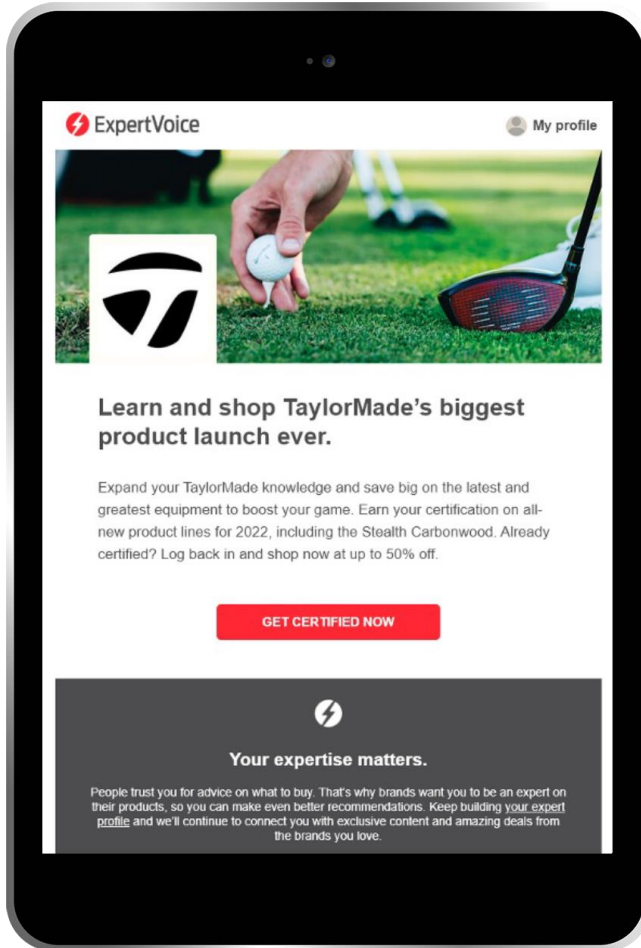 ExpertVoice
My profile
Learn and shop TaylorMade's biggest
product launch ever.
Expand your TaylorMade knowledge and save big on the latest and
greatest equipment to boost your game. Earn your certification on all-
new product lines for 2022, including the Stealth Carbonwood. Already
certified? Log back in and shop now at up to 50% off.
GET CERTIFIED NOW
Your expertise matters.
People trust you for advice on what to buy. That's why brands want you to be an expert on
their products, so you can make even better recommendations. Keep building your expert
profile and we'll continue to connect you with exclusive content and amazing deals from
the brands you love.